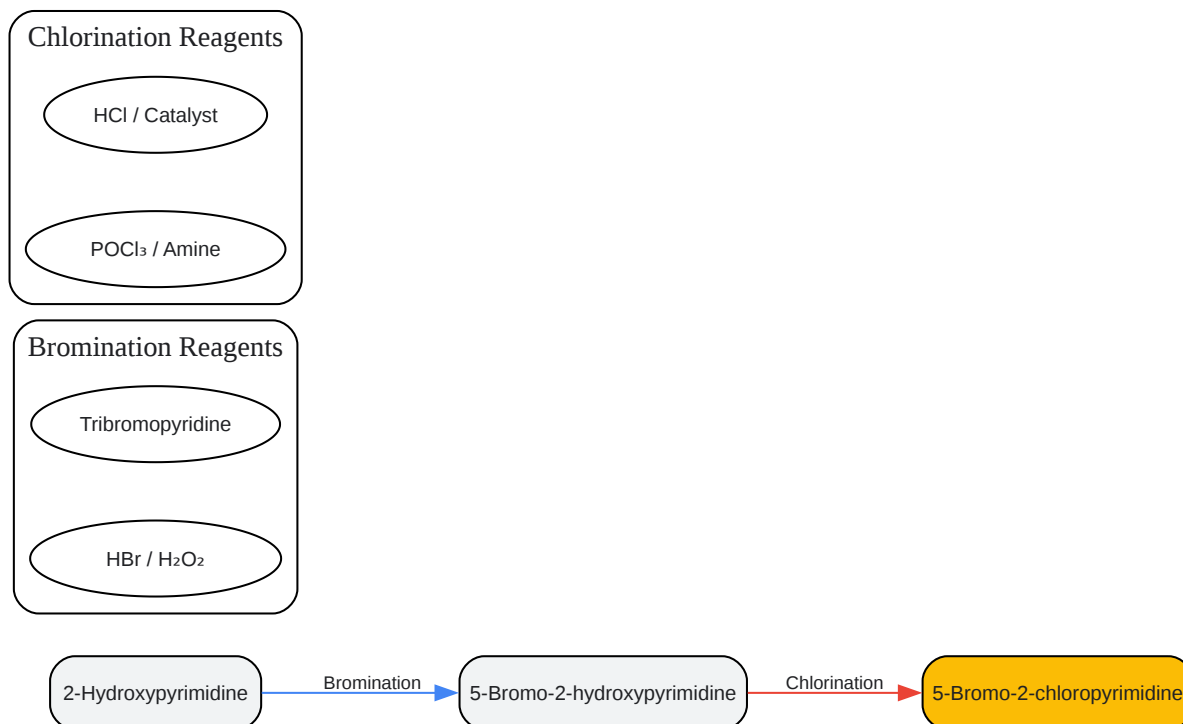 Chlorination Reagents
HCl / Catalyst
POCl₃ / Amine
Bromination Reagents
Tribromopyridine
HBr / H₂O₂
2-Hydroxypyrimidine
Bromination
5-Bromo-2-hydroxypyrimidine
Chlorination
5-Bromo-2-chloropyrimidine